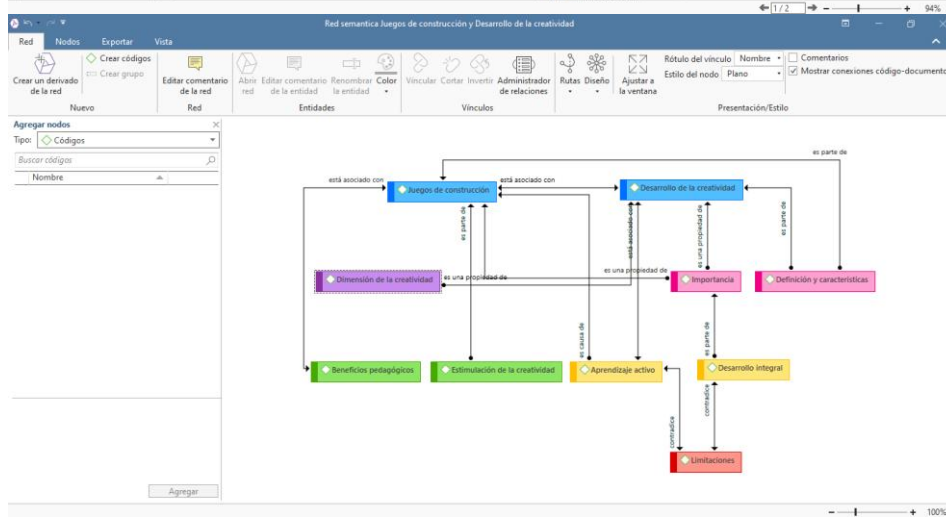 1 / 2
94%
Red semantica Juegos de construcción y Desarrollo de la creatividad
Red Nodos Exportar Vista
Crear un derivado
de la red
Crear códigos
Crear grupo
Editar comentario
de la red
Abrir
red
Editar comentario
de la entidad
Renombrar
la entidad
Color
Vincular Cortar Invertir
Administrador
de relaciones
Rutas Diseño
Ajustar a
la ventana
Rótulo del vínculo Nombre
Estilo del nodo Plano
Comentarios
Mostrar conexiones código-documento
Nuevo Red Entidades Vínculos Presentación/Estilo
Agregar nodos
Tipo: Códigos
Buscar códigos
Nombre
es parte de
está asociado con
está asociado con
Juegos de construcción
Desarrollo de la creatividad
es parte de
está asociado con
es una propiedad de
es parte de
es una propiedad de
Dimensión de la creatividad
es una propiedad de
Importancia
Definición y características
es causa de
es parte de
Beneficios pedagógicos
Estimulación de la creatividad
Aprendizaje activo
Desarrollo integral
contradice
contradice
Limitaciones
Agregar
100%